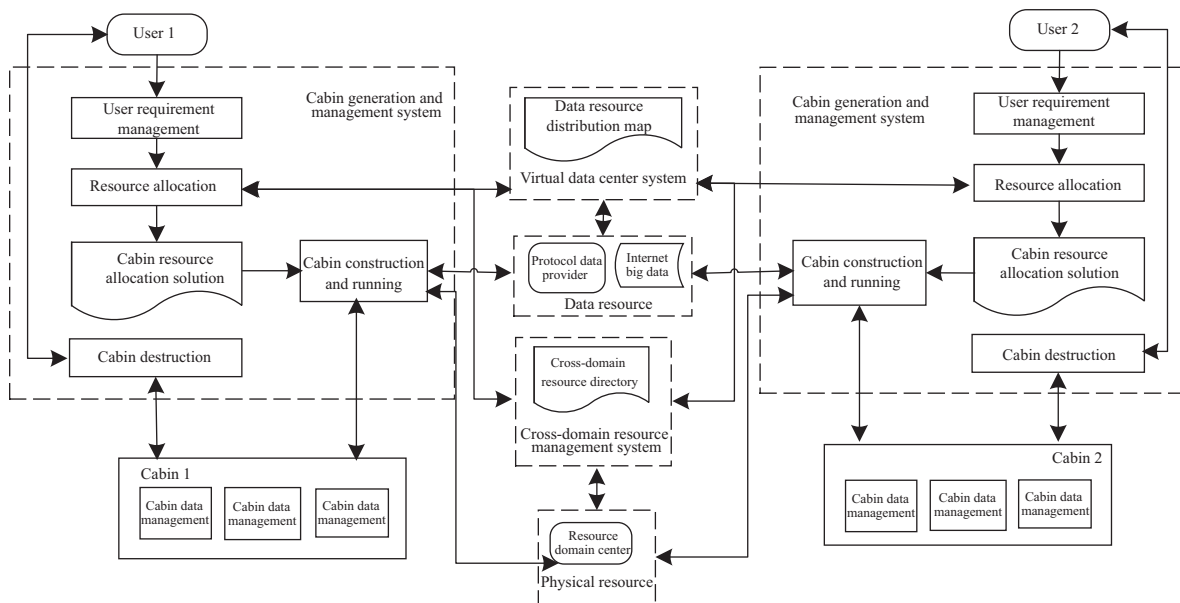 User 1
User requirement
management
Resource allocation
Cabin resource
allocation solution
Cabin destruction
Cabin generation and
management system
Cabin construction
and running
Cabin 1
Cabin data
management
Cabin data
management
Cabin data
management
Data resource
distribution map
Virtual data center system
Protocol data
provider
Internet
big data
Data resource
Cross-domain
resource directory
Cross-domain resource
management system
Resource
domain center
Physical resource
User 2
Cabin generation and
management system
User requirement
management
Resource allocation
Cabin construction
and running
Cabin resource
allocation solution
Cabin destruction
Cabin 2
Cabin data
management
Cabin data
management
Cabin data
management